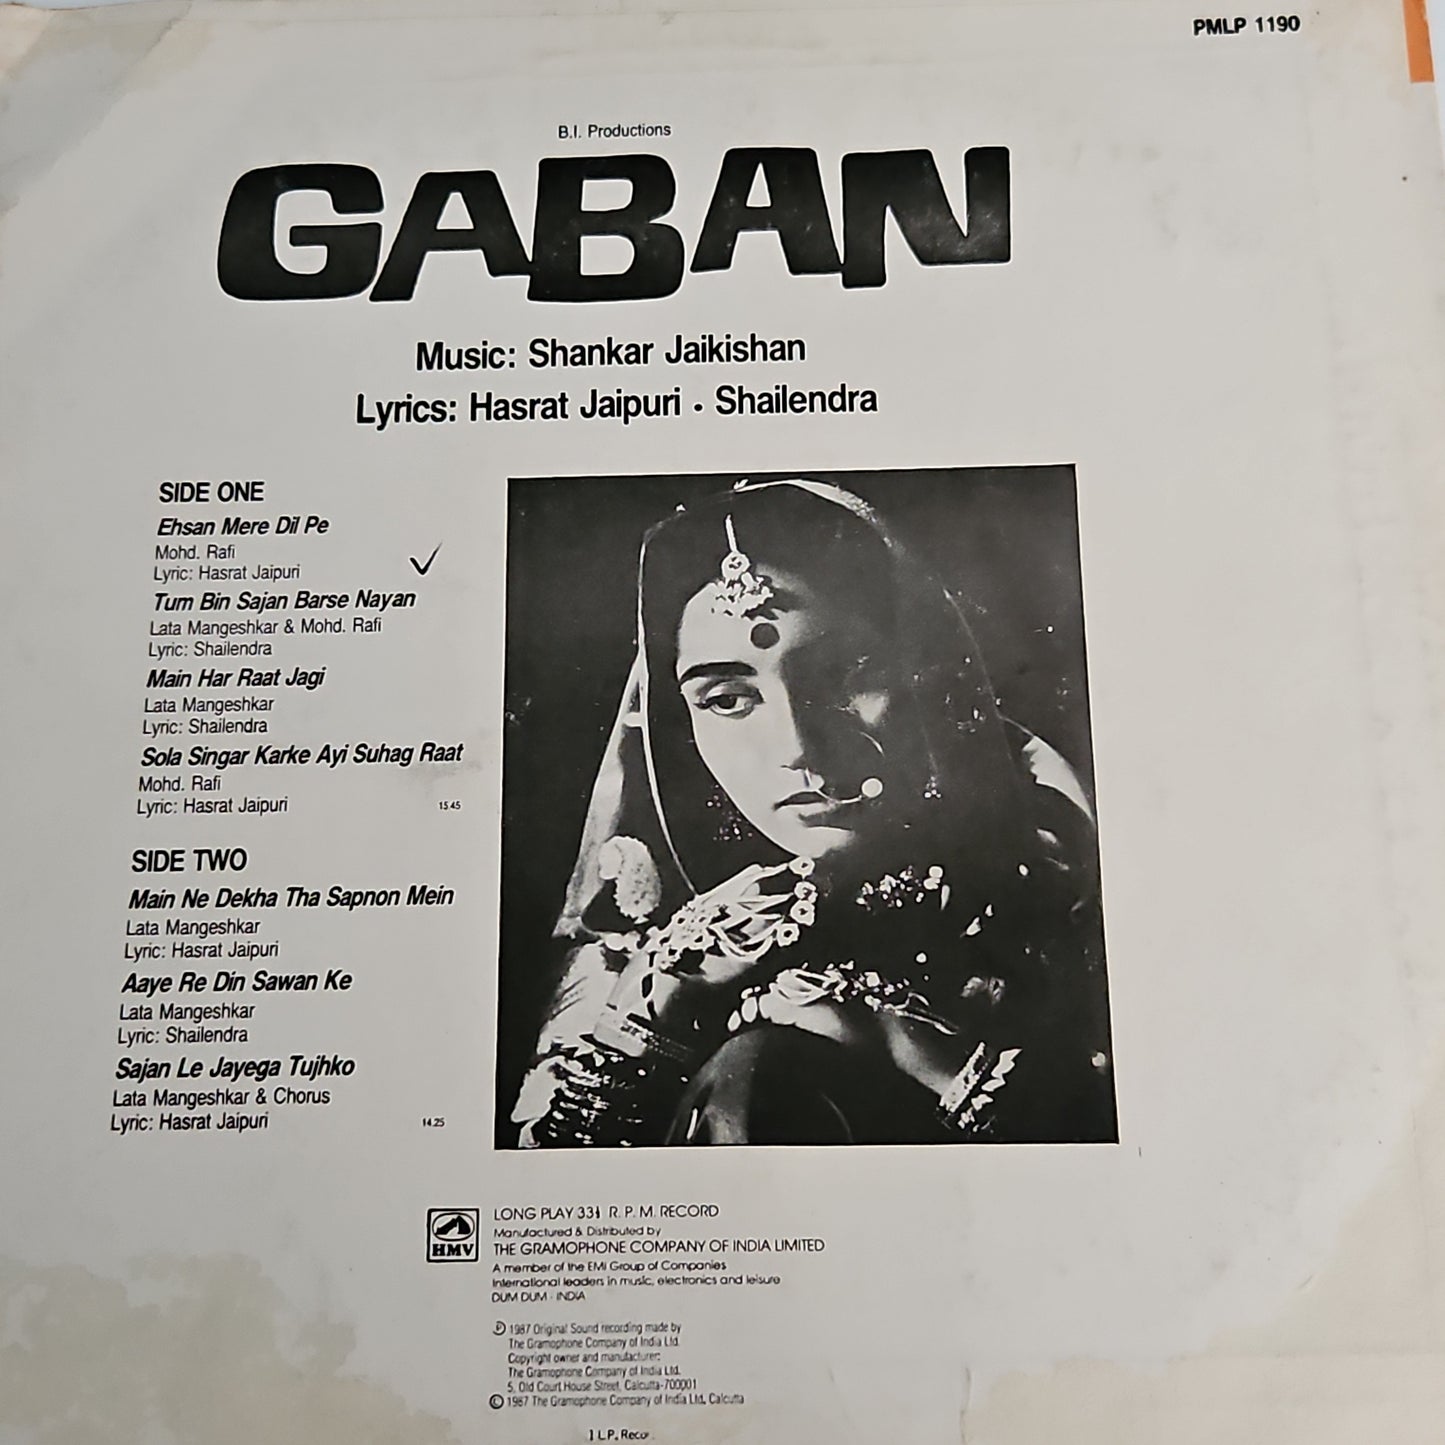 PMLP 1190
B.I. Productions
GABAN
Music: Shankar Jaikishan
Lyrics: Hasrat Jaipuri • Shailendra
SIDE ONE
Ehsan Mere Dil Pe
Mohd. Rafi
Lyric: Hasrat Jaipuri
Tum Bin Sajan Barse Nayan
Lata Mangeshkar & Mohd. Rafi
Lyric: Shailendra
Main Har Raat Jagi
Lata Mangeshkar
Lyric: Shailendra
Sola Singar Karke Ayi Suhag Raat
Mohd. Rafi
Lyric: Hasrat Jaipuri
15.45
SIDE TWO
Main Ne Dekha Tha Sapnon Mein
Lata Mangeshkar
Lyric: Hasrat Jaipuri
Aaye Re Din Sawan Ke
Lata Mangeshkar
Lyric: Shailendra
Sajan Le Jayega Tujhko
Lata Mangeshkar & Chorus
Lyric: Hasrat Jaipuri
14.25
HMV
LONG PLAY 33⅓ R. P. M. RECORD
Manufactured & Distributed by
THE GRAMOPHONE COMPANY OF INDIA LIMITED
A member of the EMI Group of Companies
International leaders in music, electronics and leisure
DUM DUM - INDIA
℗ 1987 Original Sound recording made by
The Gramophone Company of India Ltd.
Copyright owner and manufacturer:
The Gramophone Company of India Ltd.
5, Old Court House Street, Calcutta-700001
© 1987 The Gramophone Company of India Ltd, Calcutta
1 L.P.